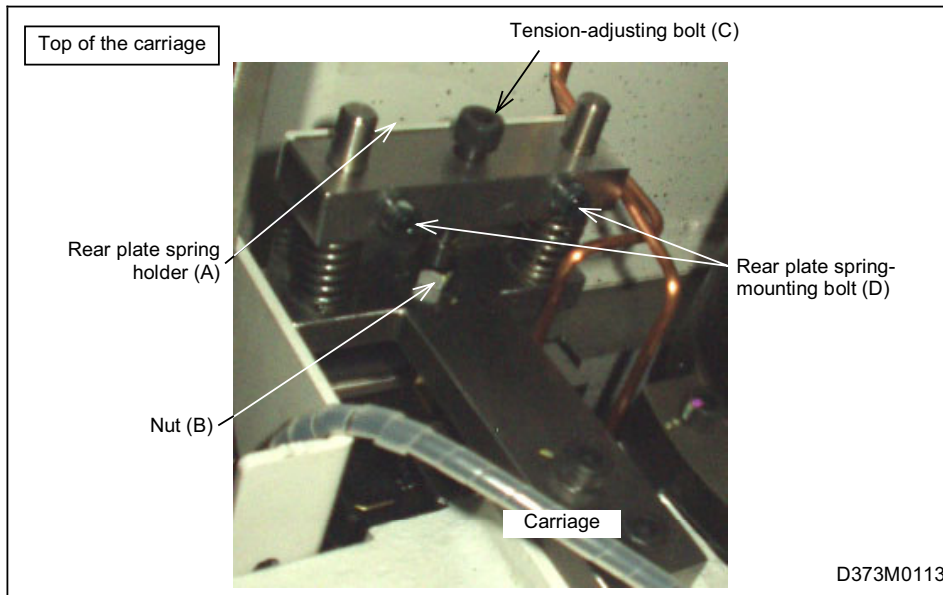 Top of the carriage
Tension-adjusting bolt (C)
Rear plate spring
holder (A)
Rear plate spring-
mounting bolt (D)
Nut (B)
Carriage
D373M0113